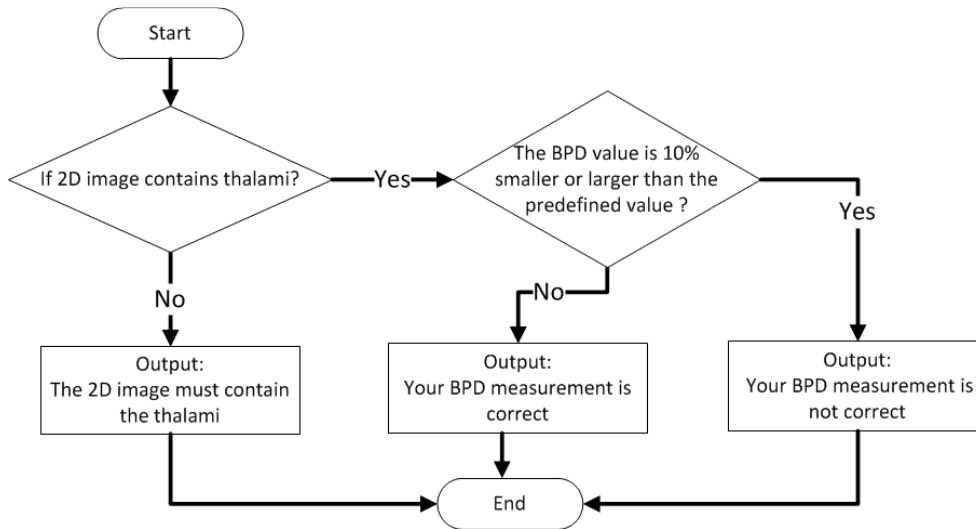 Start
If 2D image contains thalami?
Yes
The BPD value is 10%
smaller or larger than the
predefined value ?
Yes
No
No
Output:
The 2D image must contain
the thalami
Output:
Your BPD measurement is
correct
Output:
Your BPD measurement is
not correct
End